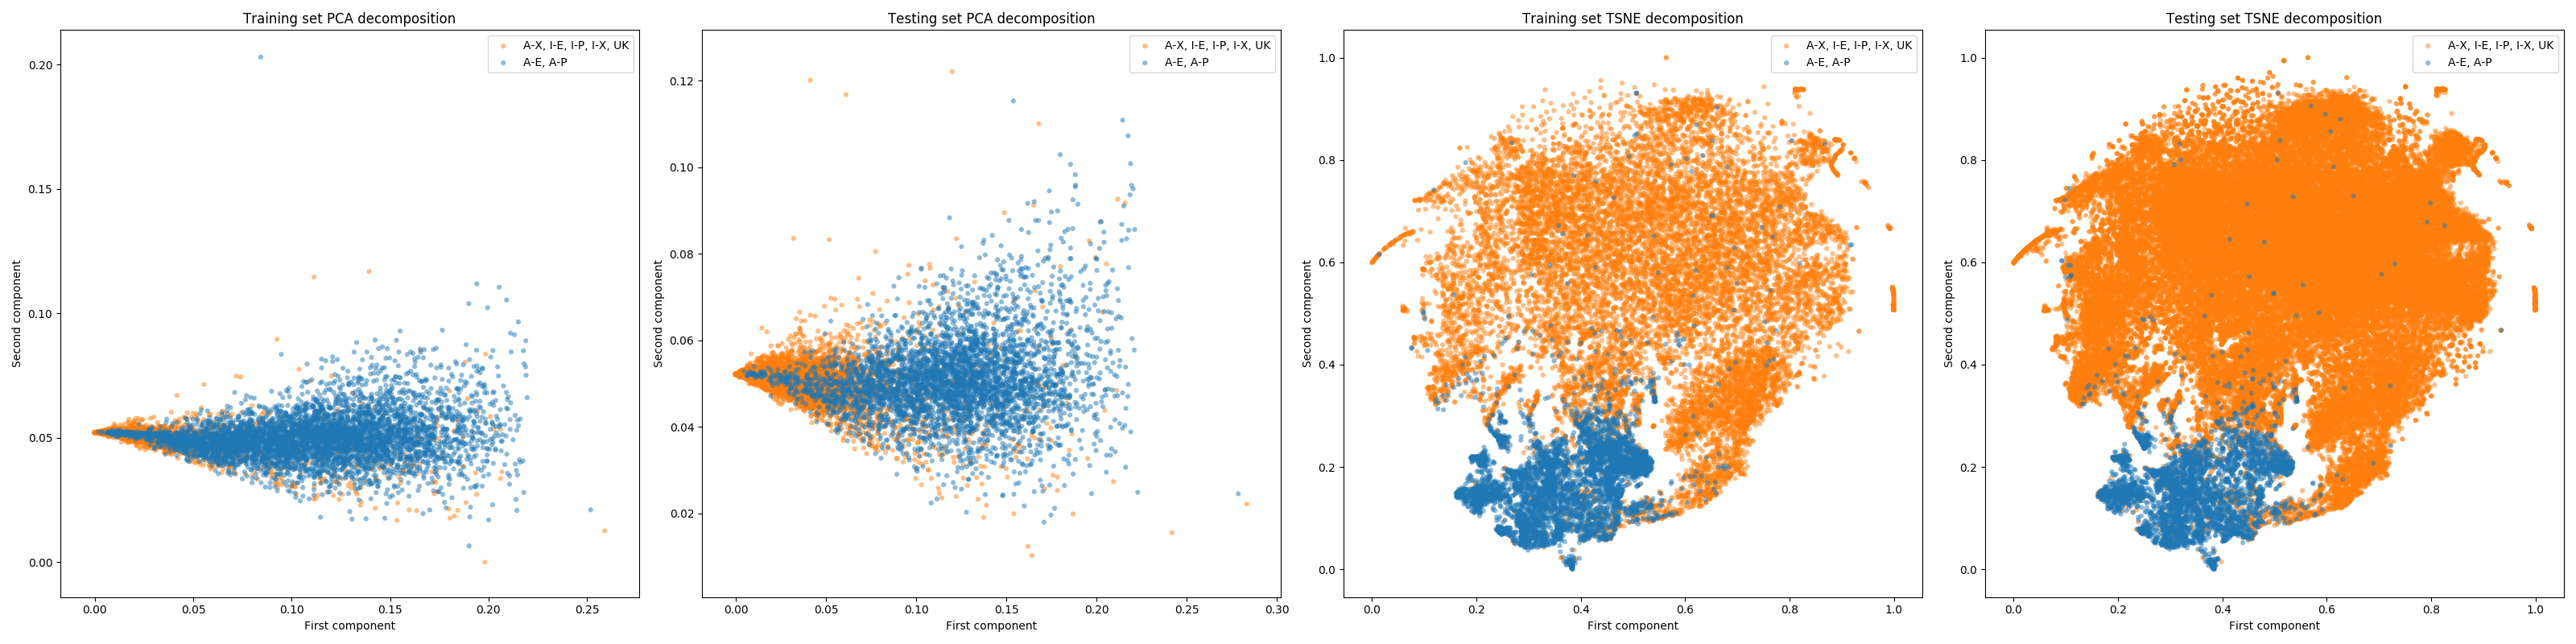 Training set PCA decomposition
A-X, I-E, I-P, I-X, UK
A-E, A-P
0.20
0.15
0.10
0.05
0.00
Second component
0.00 0.05 0.10 0.15 0.20 0.25
First component
Testing set PCA decomposition
A-X, I-E, I-P, I-X, UK
A-E, A-P
0.12
0.10
0.08
0.06
0.04
0.02
Second component
0.00 0.05 0.10 0.15 0.20 0.25 0.30
First component
Training set TSNE decomposition
A-X, I-E, I-P, I-X, UK
A-E, A-P
1.0
0.8
0.6
0.4
0.2
0.0
Second component
0.0 0.2 0.4 0.6 0.8 1.0
First component
Testing set TSNE decomposition
A-X, I-E, I-P, I-X, UK
A-E, A-P
1.0
0.8
0.6
0.4
0.2
0.0
Second component
0.0 0.2 0.4 0.6 0.8 1.0
First component